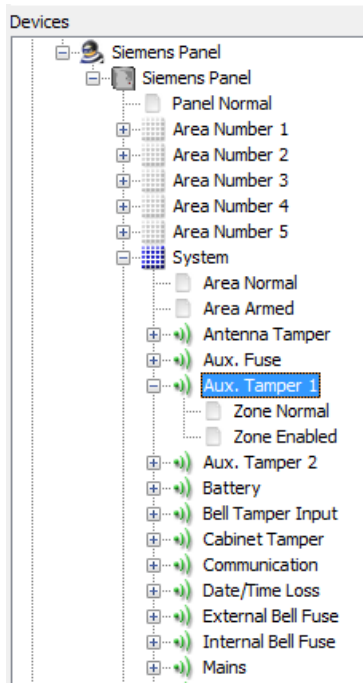 Devices
Siemens Panel
Siemens Panel
Panel Normal
Area Number 1
Area Number 2
Area Number 3
Area Number 4
Area Number 5
System
Area Normal
Area Armed
Antenna Tamper
Aux. Fuse
Aux. Tamper 1
Zone Normal
Zone Enabled
Aux. Tamper 2
Battery
Bell Tamper Input
Cabinet Tamper
Communication
Date/Time Loss
External Bell Fuse
Internal Bell Fuse
Mains